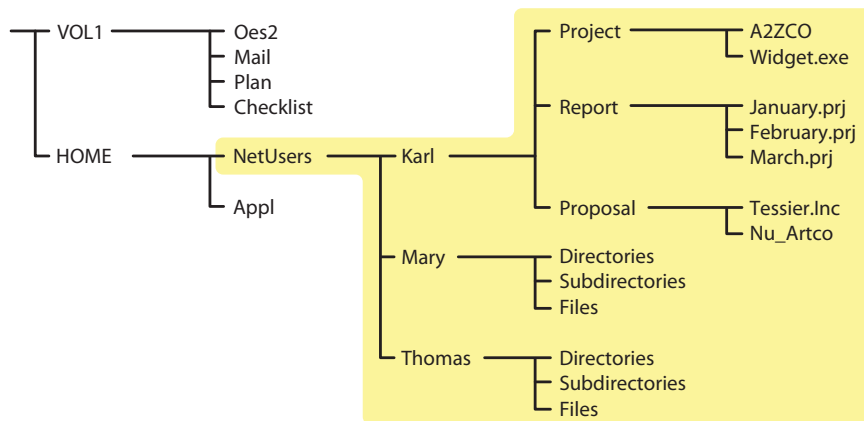 VOL1
Oes2
Mail
Plan
Checklist
HOME
NetUsers
Appl
Karl
Project
A2ZCO
Widget.exe
Report
January.prj
February.prj
March.prj
Proposal
Tessier.Inc
Nu_Artco
Mary
Directories
Subdirectories
Files
Thomas
Directories
Subdirectories
Files